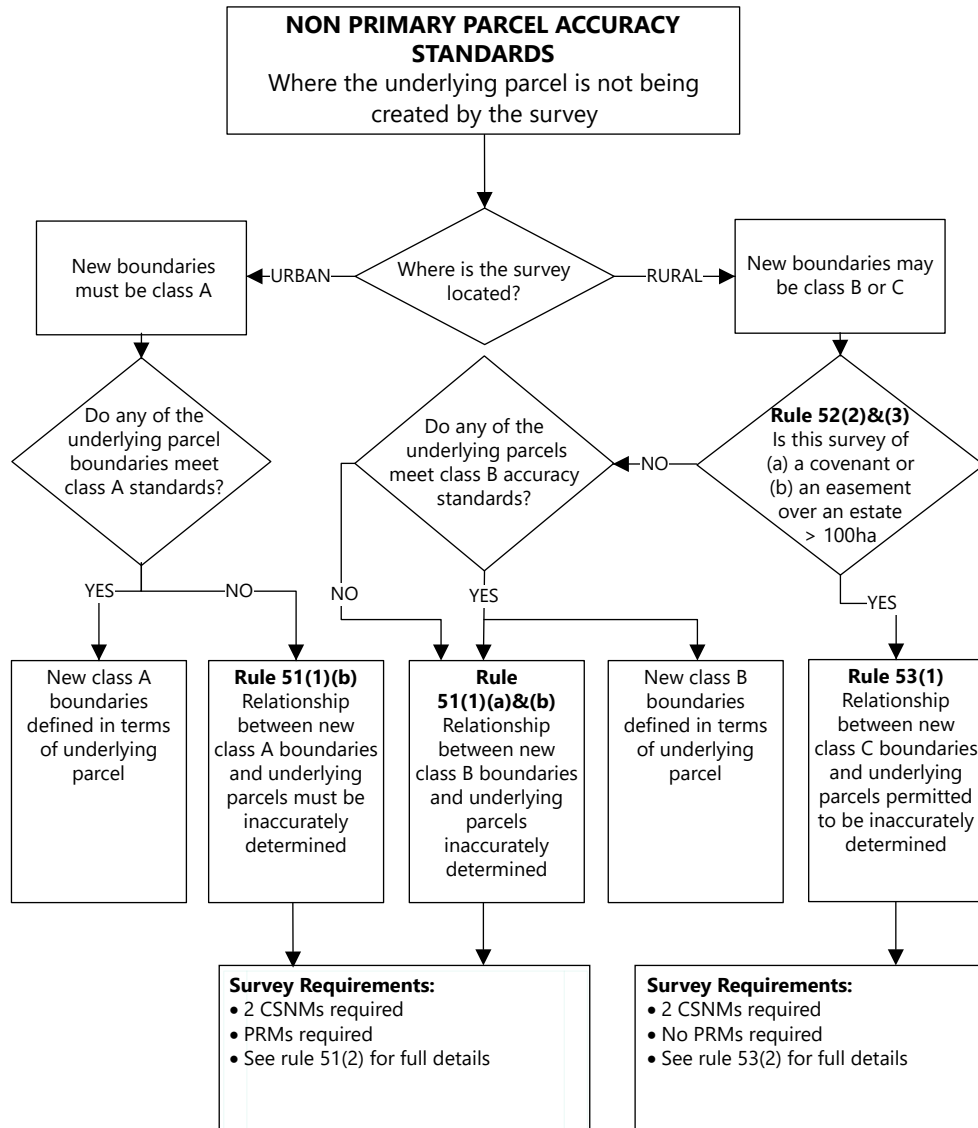 NON PRIMARY PARCEL ACCURACY
STANDARDS
Where the underlying parcel is not being
created by the survey
New boundaries
must be class A
URBAN
Where is the survey
located?
RURAL
New boundaries may
be class B or C
Do any of the
underlying parcel
boundaries meet
class A standards?
Do any of the
underlying parcels
meet class B accuracy
standards?
NO
Rule 52(2)&(3)
Is this survey of
(a) a covenant or
(b) an easement
over an estate
> 100ha
YES
NO
NO
YES
YES
New class A
boundaries
defined in terms
of underlying
parcel
Rule 51(1)(b)
Relationship
between new
class A boundaries
and underlying
parcels must be
inaccurately
determined
Rule
51(1)(a)&(b)
Relationship
between new
class B boundaries
and underlying
parcels
inaccurately
determined
New class B
boundaries
defined in terms
of underlying
parcel
Rule 53(1)
Relationship
between new
class C boundaries
and underlying
parcels permitted
to be inaccurately
determined
Survey Requirements:
• 2 CSNMs required
• PRMs required
• See rule 51(2) for full details
Survey Requirements:
• 2 CSNMs required
• No PRMs required
• See rule 53(2) for full details